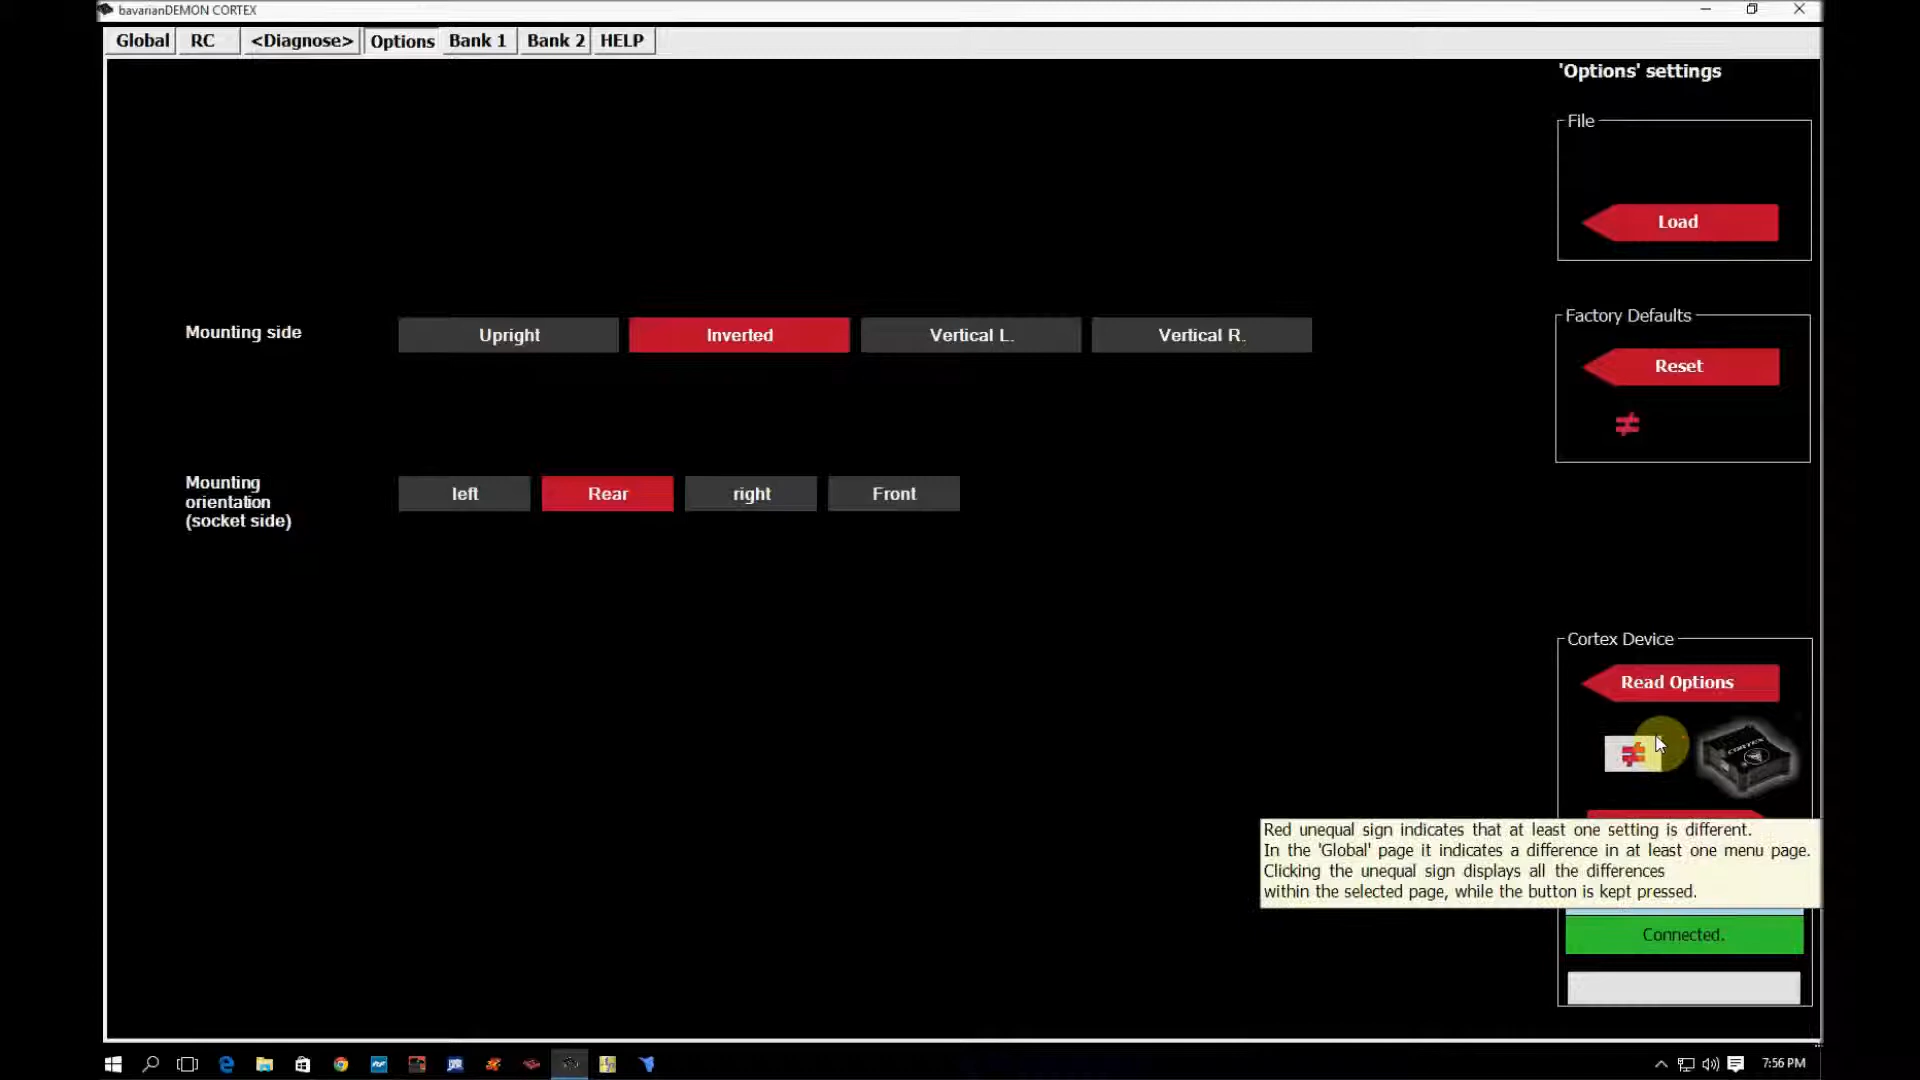 bavarianDEMON CORTEX
Global RC <Diagnose> Options Bank 1 Bank 2 HELP
'Options' settings
File
Load
Mounting side Upright Inverted Vertical L. Vertical R.
Factory Defaults
Reset
≠
Mounting
orientation
(socket side)
left Rear right Front
Cortex Device
Read Options
≠
CORTEX
Red unequal sign indicates that at least one setting is different.
In the 'Global' page it indicates a difference in at least one menu page.
Clicking the unequal sign displays all the differences
within the selected page, while the button is kept pressed.
Connected.
7:56 PM